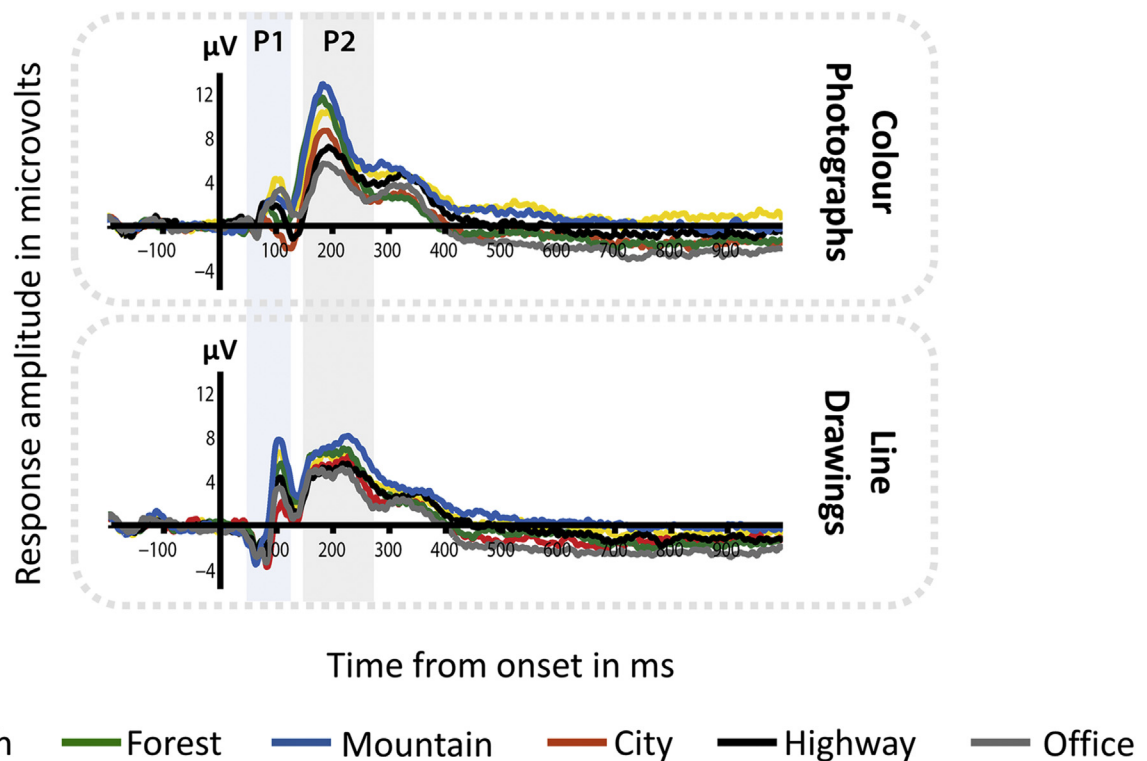 P1 P2
μV
12
8
4
−4
−100 100 200 300 400 500 600 700 800 900
Colour
Photographs
μV
12
8
4
−4
−100 100 200 300 400 500 600 700 800 900
Line
Drawings
Response amplitude in microvolts
Time from onset in ms
Forest Mountain City Highway Office